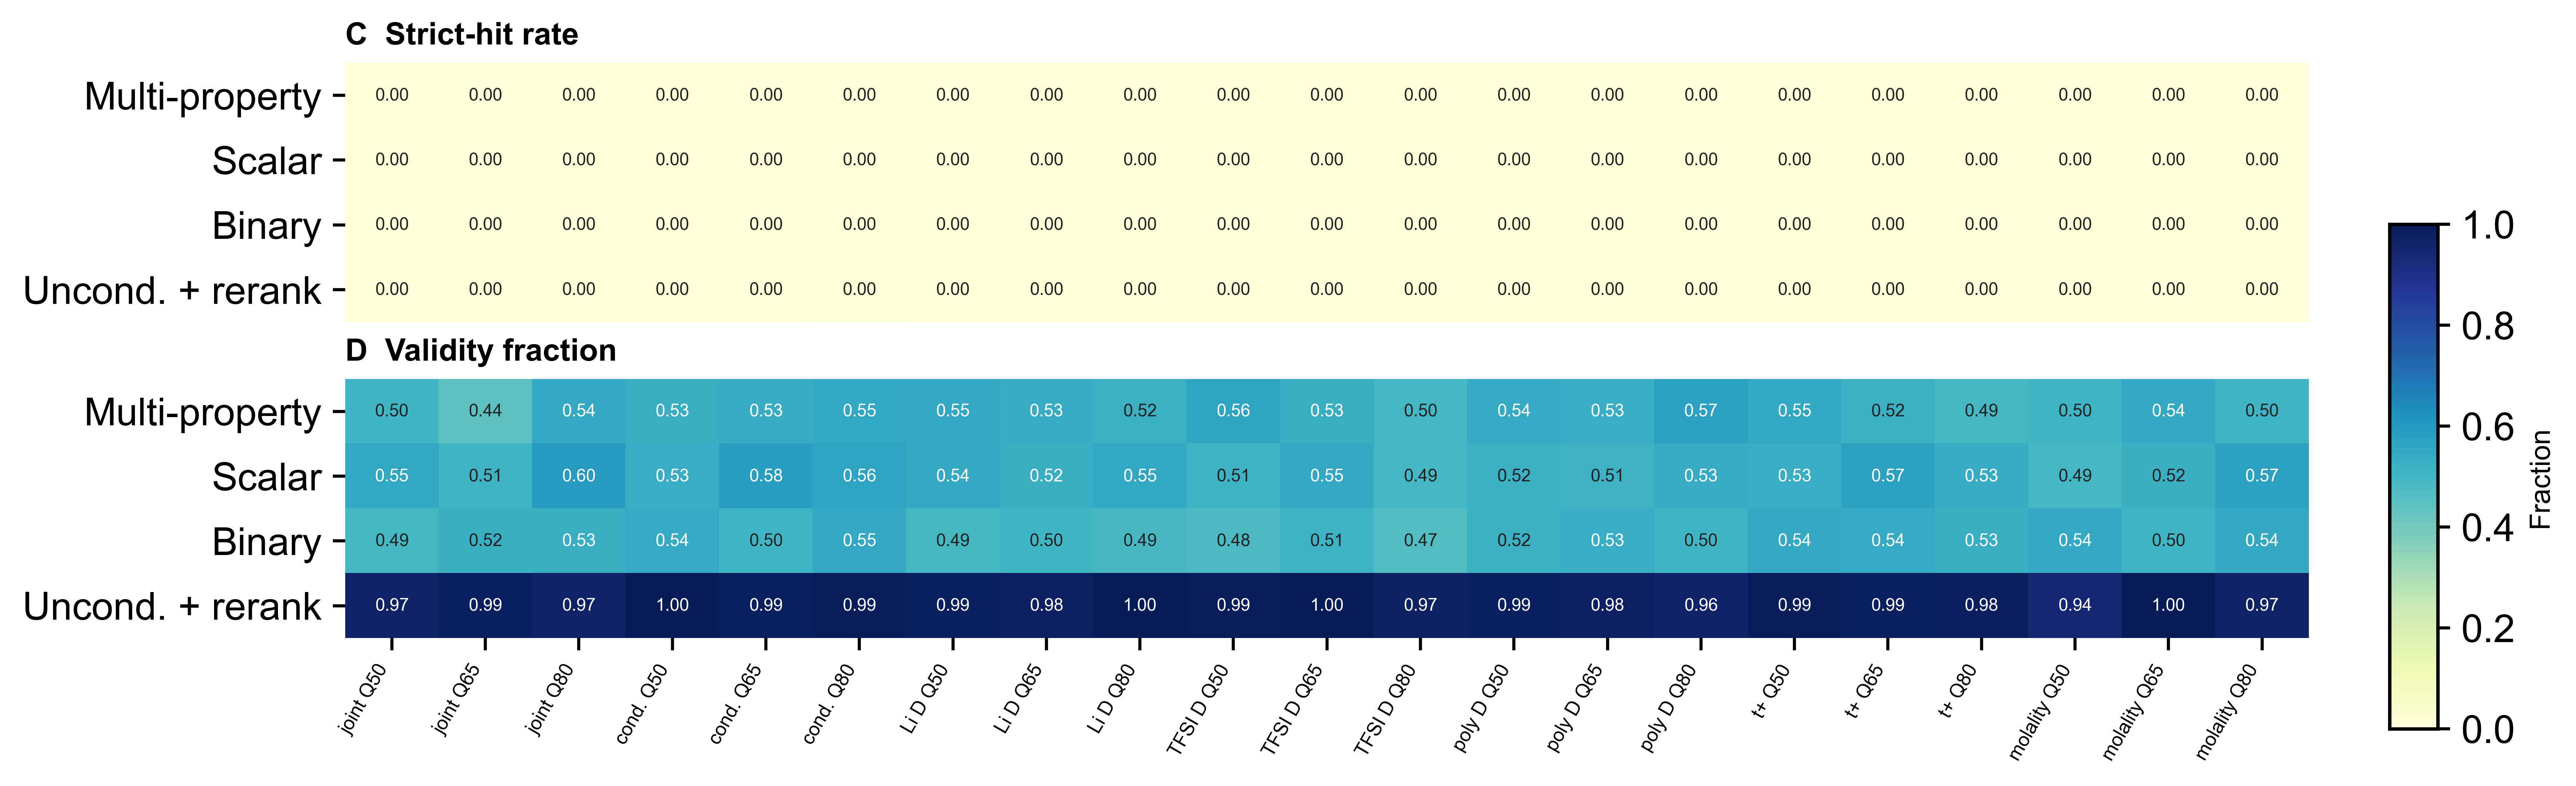 C Strict-hit rate
Multi-property 0.00 0.00 0.00 0.00 0.00 0.00 0.00 0.00 0.00 0.00 0.00 0.00 0.00 0.00 0.00 0.00 0.00 0.00 0.00 0.00 0.00
Scalar 0.00 0.00 0.00 0.00 0.00 0.00 0.00 0.00 0.00 0.00 0.00 0.00 0.00 0.00 0.00 0.00 0.00 0.00 0.00 0.00 0.00
Binary 0.00 0.00 0.00 0.00 0.00 0.00 0.00 0.00 0.00 0.00 0.00 0.00 0.00 0.00 0.00 0.00 0.00 0.00 0.00 0.00 0.00
Uncond. + rerank 0.00 0.00 0.00 0.00 0.00 0.00 0.00 0.00 0.00 0.00 0.00 0.00 0.00 0.00 0.00 0.00 0.00 0.00 0.00 0.00 0.00
D Validity fraction
Multi-property 0.50 0.44 0.54 0.53 0.53 0.55 0.55 0.53 0.52 0.56 0.53 0.50 0.54 0.53 0.57 0.55 0.52 0.49 0.50 0.54 0.50
Scalar 0.55 0.51 0.60 0.53 0.58 0.56 0.54 0.52 0.55 0.51 0.55 0.49 0.52 0.51 0.53 0.53 0.57 0.53 0.49 0.52 0.57
Binary 0.49 0.52 0.53 0.54 0.50 0.55 0.49 0.50 0.49 0.48 0.51 0.47 0.52 0.53 0.50 0.54 0.54 0.53 0.54 0.50 0.54
Uncond. + rerank 0.97 0.99 0.97 1.00 0.99 0.99 0.99 0.98 1.00 0.99 1.00 0.97 0.99 0.98 0.96 0.99 0.99 0.98 0.94 1.00 0.97
joint Q50
joint Q65
joint Q80
cond. Q50
cond. Q65
cond. Q80
Li D Q50
Li D Q65
Li D Q80
TFSI D Q50
TFSI D Q65
TFSI D Q80
poly D Q50
poly D Q65
poly D Q80
t+ Q50
t+ Q65
t+ Q80
molality Q50
molality Q65
molality Q80
1.0
0.8
0.6
0.4
0.2
0.0
Fraction